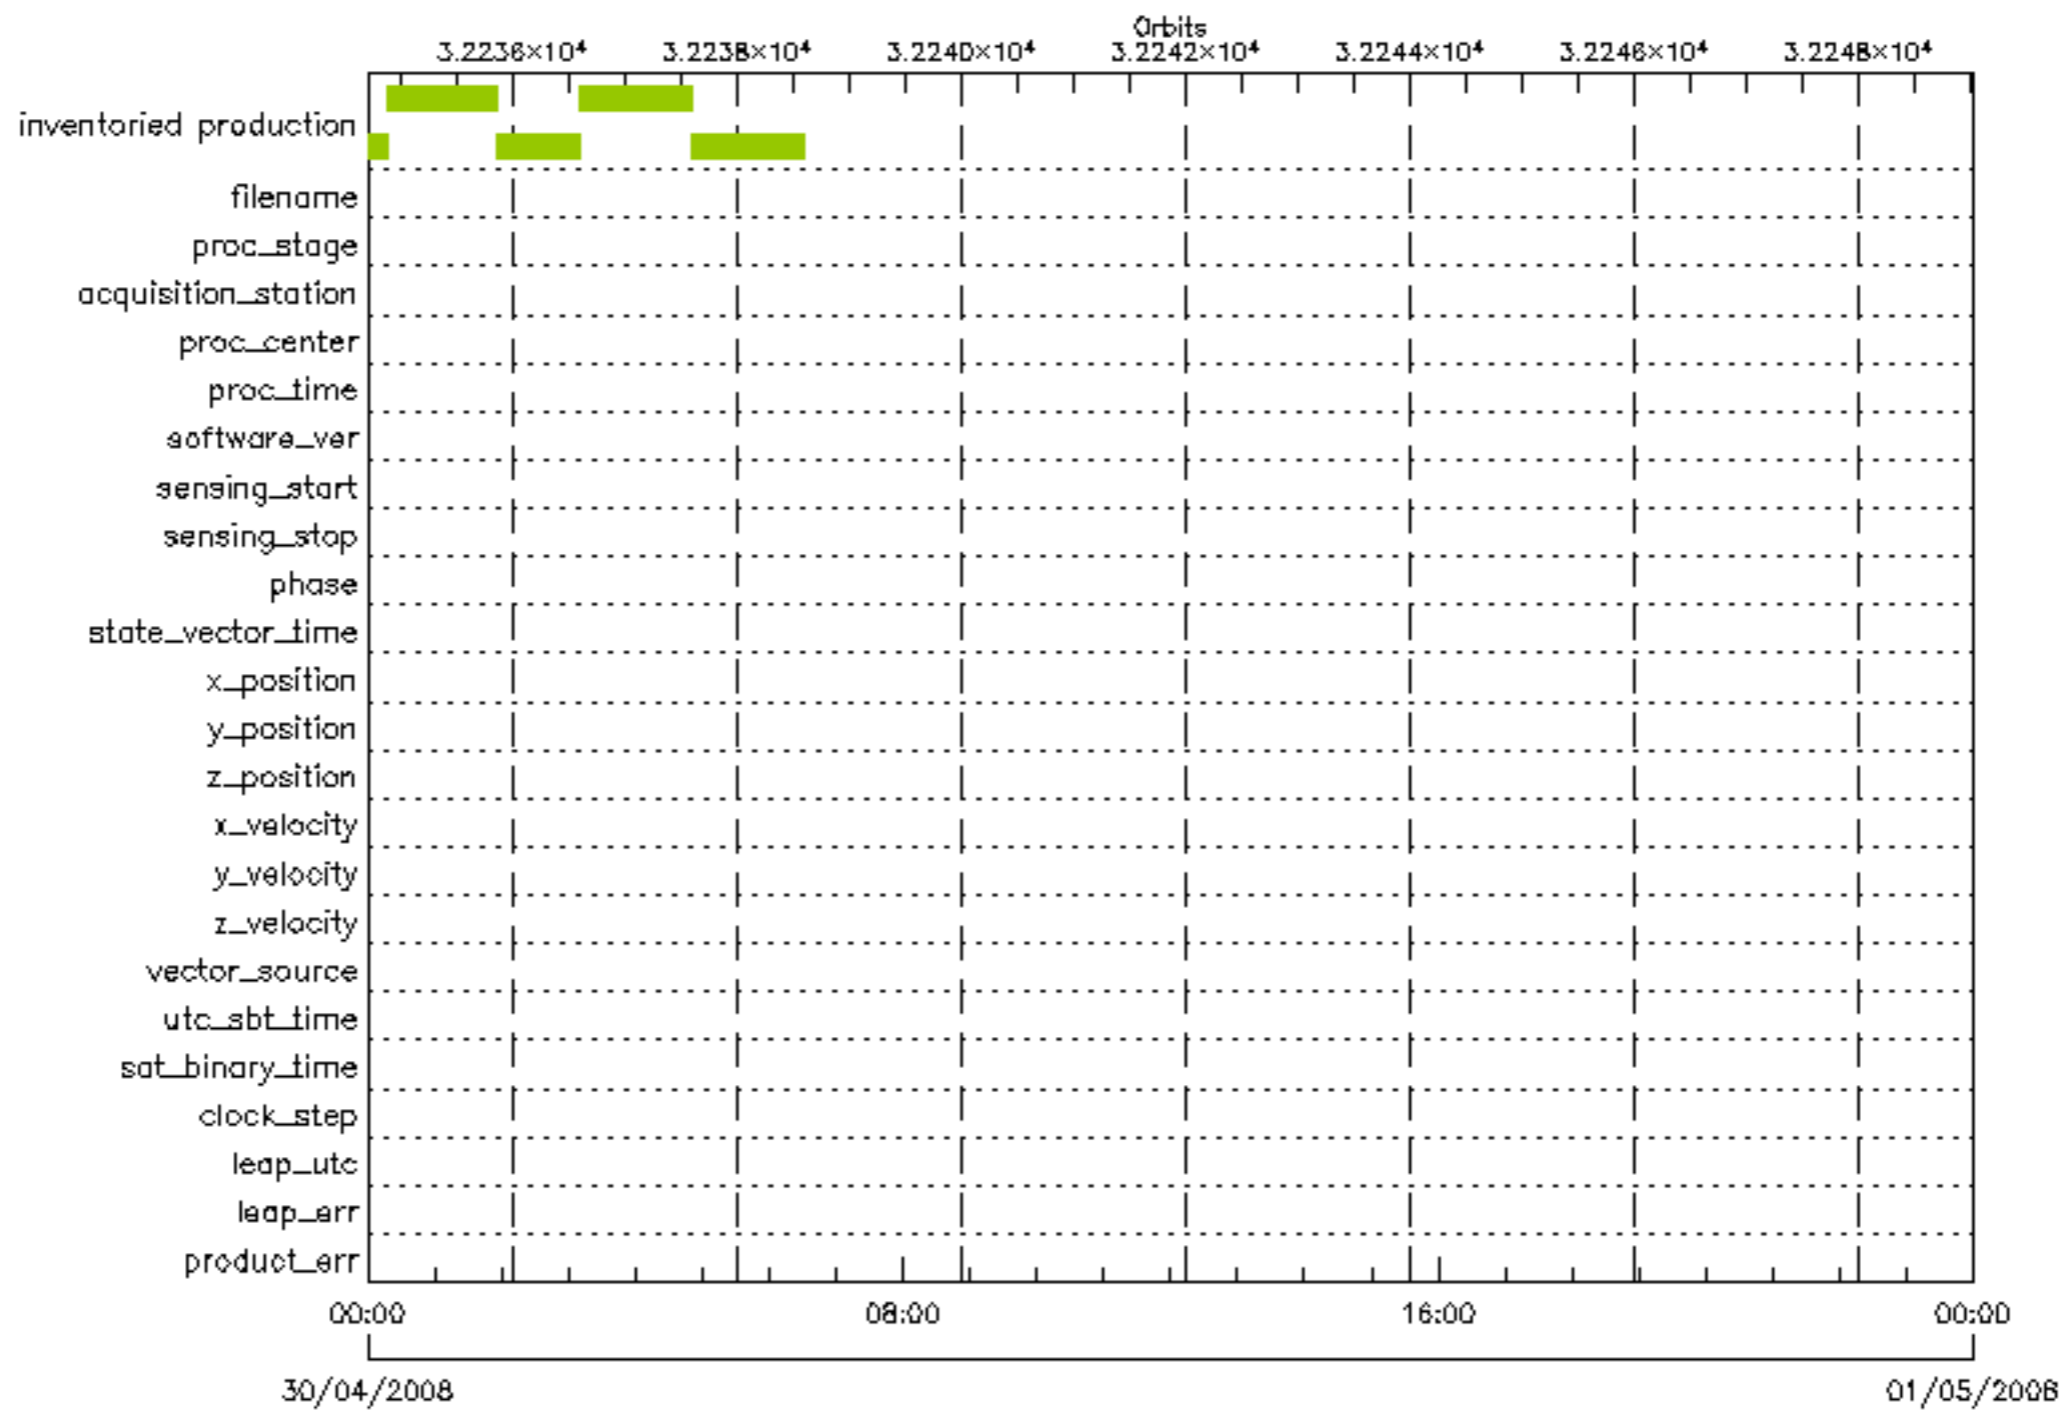 Orbits
3.2236×10⁴ 3.2238×10⁴ 3.2240×10⁴ 3.2242×10⁴ 3.2244×10⁴ 3.2246×10⁴ 3.2248×10⁴
inventoried production
filename
proc_stage
acquisition_station
proc_center
proc_time
software_ver
sensing_start
sensing_stop
phase
state_vector_time
x_position
y_position
z_position
x_velocity
y_velocity
z_velocity
vector_source
utc_sbt_time
sat_binary_time
clock_step
leap_utc
leap_err
product_err
00:00 08:00 16:00 00:00
30/04/2008 01/05/2008